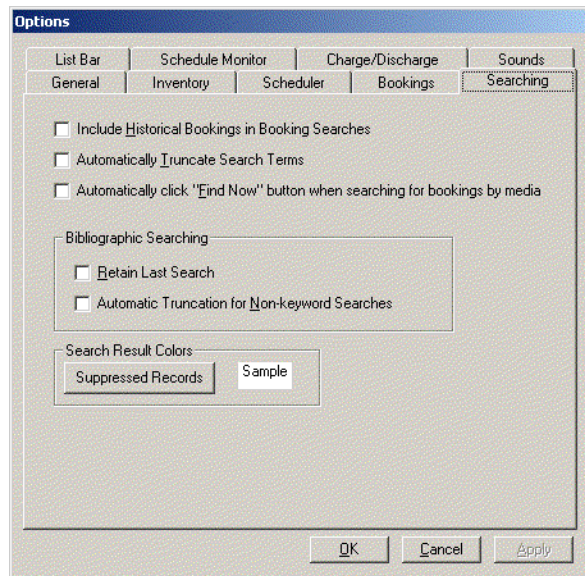 Options
List Bar Schedule Monitor Charge/Discharge Sounds
General Inventory Scheduler Bookings Searching
Include Historical Bookings in Booking Searches
Automatically Truncate Search Terms
Automatically click "Find Now" button when searching for bookings by media
Bibliographic Searching
Retain Last Search
Automatic Truncation for Non-keyword Searches
Search Result Colors
Suppressed Records Sample
OK Cancel Apply